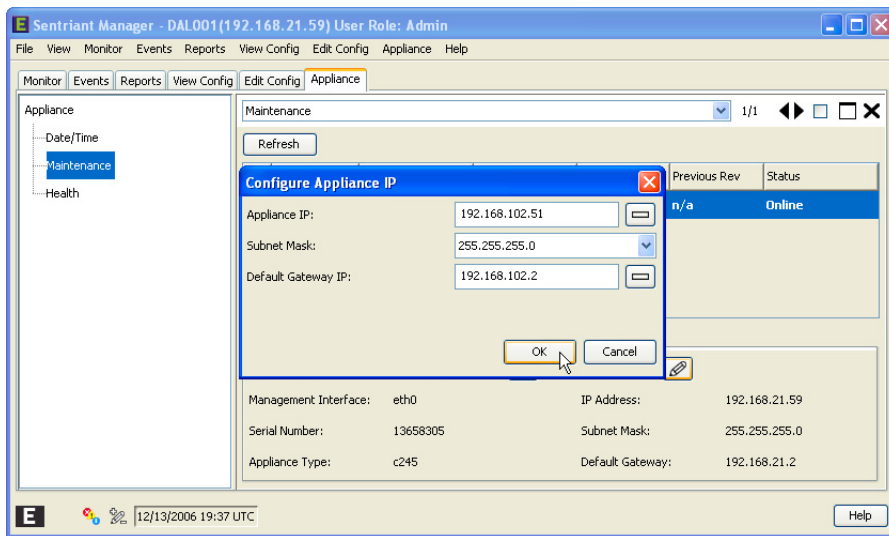 E Sentriant Manager - DAL001(192.168.21.59) User Role: Admin
File View Monitor Events Reports View Config Edit Config Appliance Help
Monitor Events Reports View Config Edit Config Appliance
Appliance
Date/Time
Maintenance
Health
Maintenance 1/1
Refresh
Previous Rev Status
n/a Online
Configure Appliance IP
Appliance IP: 192.168.102.51
Subnet Mask: 255.255.255.0
Default Gateway IP: 192.168.102.2
OK Cancel
Management Interface: eth0 IP Address: 192.168.21.59
Serial Number: 13658305 Subnet Mask: 255.255.255.0
Appliance Type: c245 Default Gateway: 192.168.21.2
E 12/13/2006 19:37 UTC Help